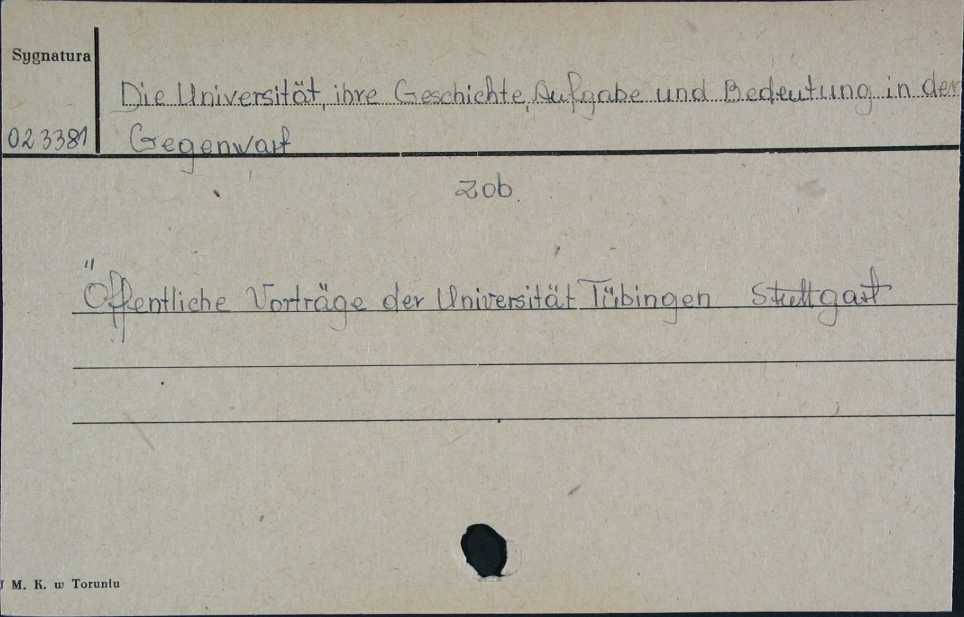 Sygnatura
Die Universität, ihre Geschichte, Aufgabe und Bedeutung in der
023381 Gegenwart
zob.
Öffentliche Vorträge der Universität Tübingen Stuttgart
M. K. w Toruniu